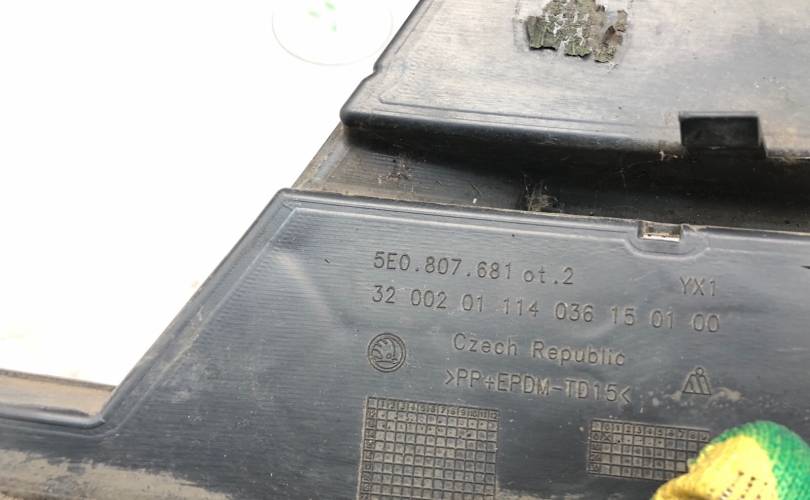 5E0.807.681 ot.2 YX1
32 002 01 114 036 15 01 00
Czech Republic
>PP+EPDM-TD15<